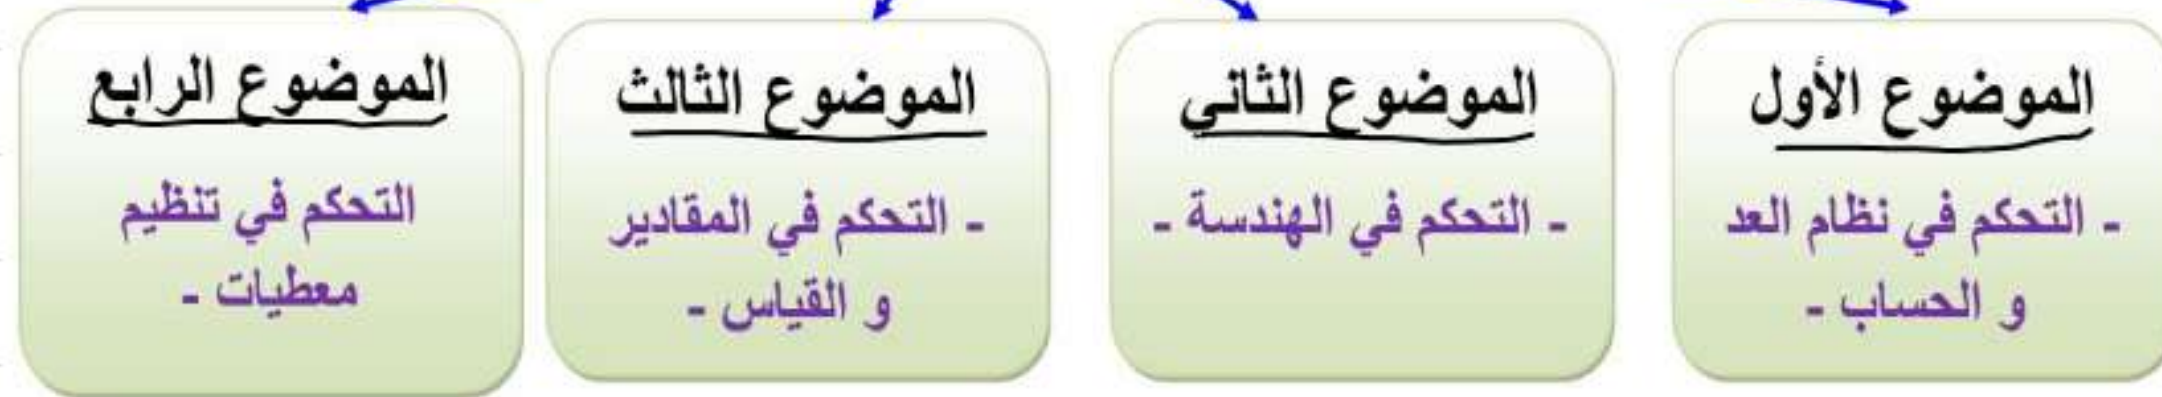 الموضوع الأول
- التحكم في نظام العد
و الحساب -
الموضوع الثاني
- التحكم في الهندسة -
الموضوع الثالث
- التحكم في المقادير
و القياس -
الموضوع الرابع
التحكم في تنظيم
معطيات -